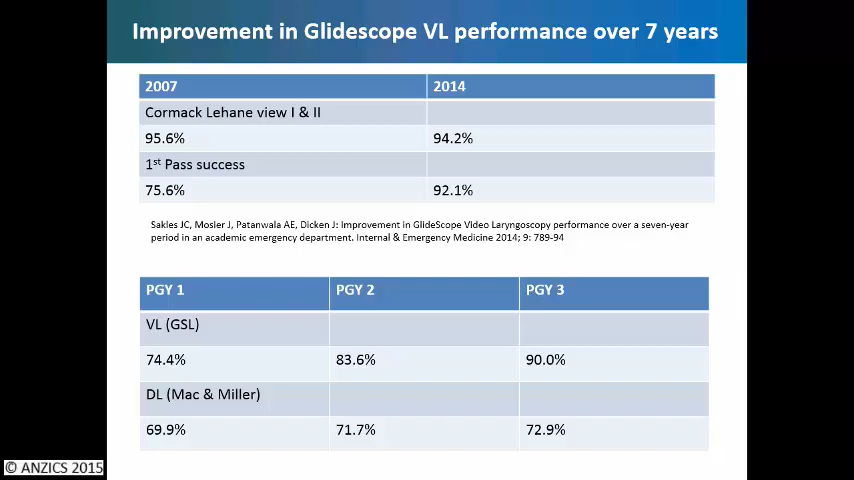 Improvement in Glidescope VL performance over 7 years
2007 2014
Cormack Lehane view I & II
95.6% 94.2%
1st Pass success
75.6% 92.1%
Sakles JC, Mosler J, Patanwala AE, Dicken J: Improvement in GlideScope Video Laryngoscopy performance over a seven-year
period in an academic emergency department. Internal & Emergency Medicine 2014; 9: 789-94
PGY 1 PGY 2 PGY 3
VL (GSL)
74.4% 83.6% 90.0%
DL (Mac & Miller)
69.9% 71.7% 72.9%
© ANZICS 2015